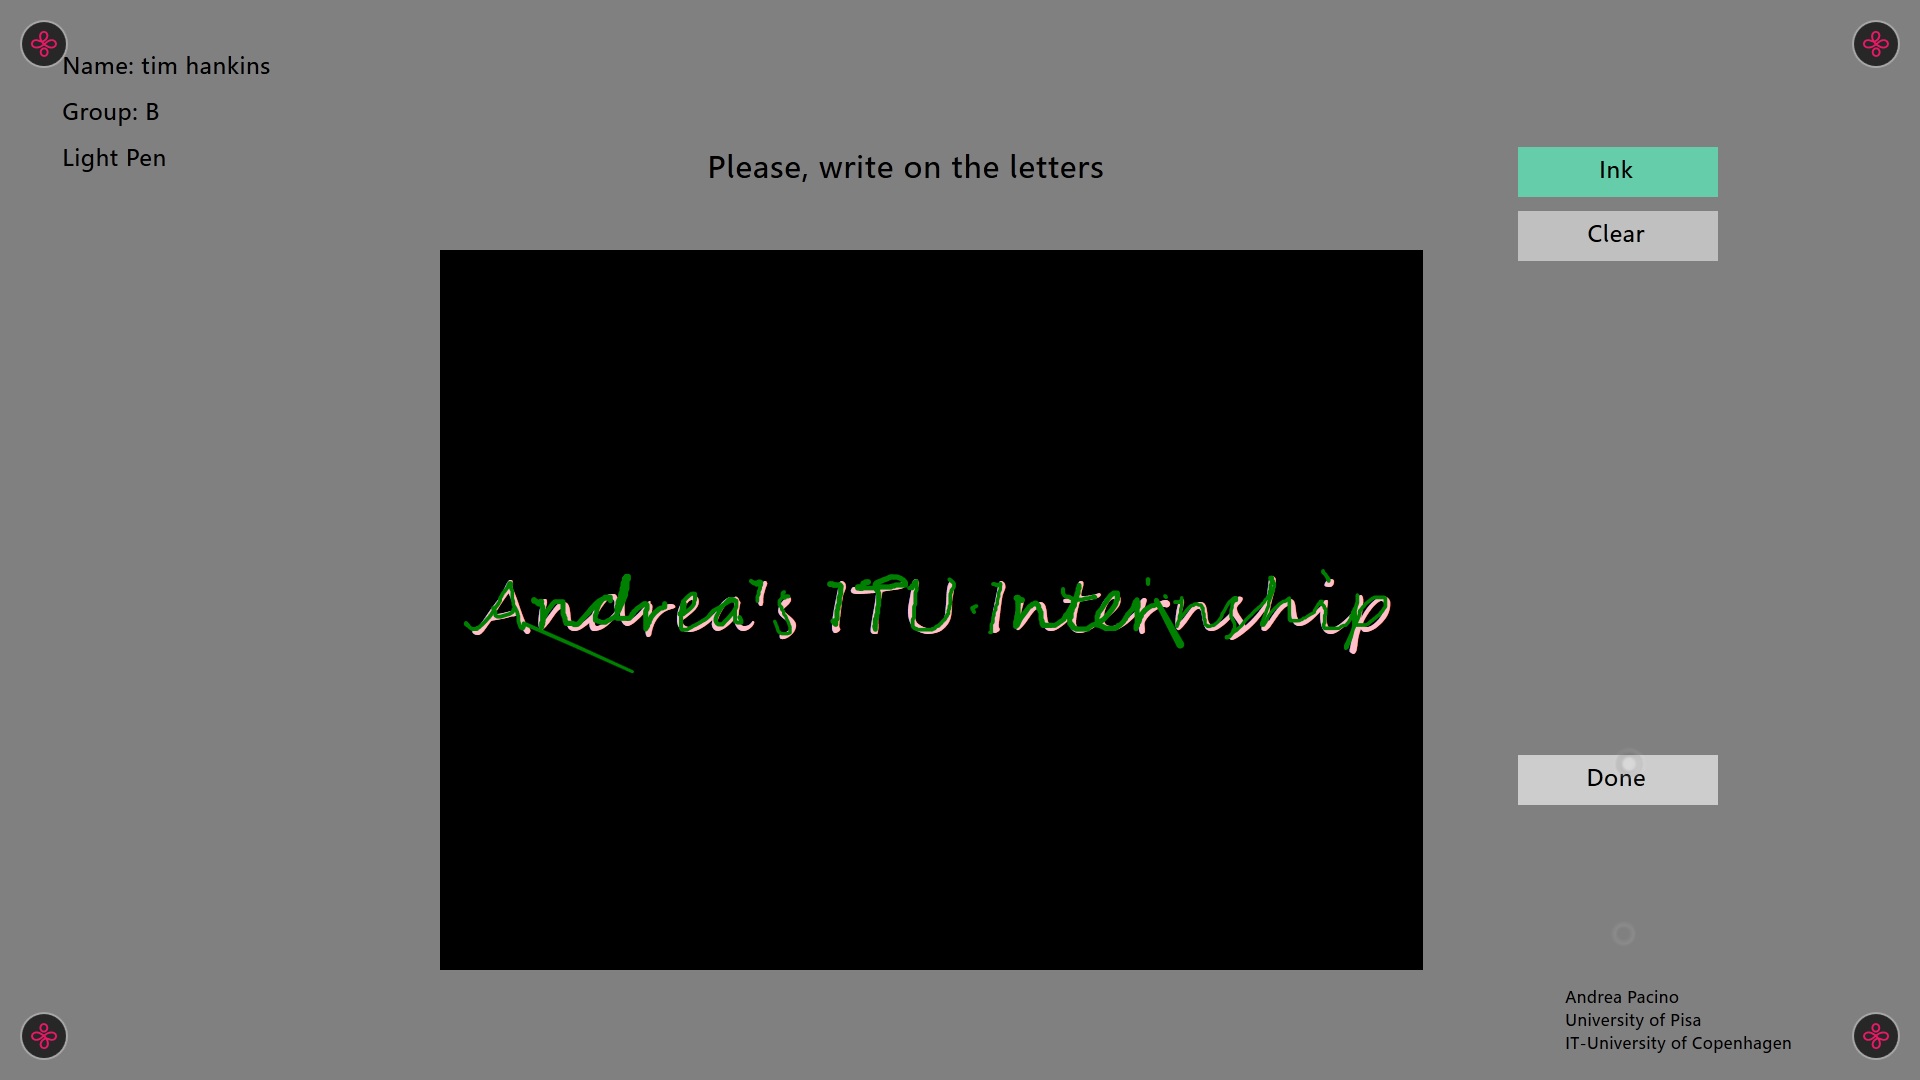 Name: tim hankins
Group: B
Light Pen
Please, write on the letters
Ink
Clear
Andrea's ITU Internship
Done
Andrea Pacino
University of Pisa
IT-University of Copenhagen